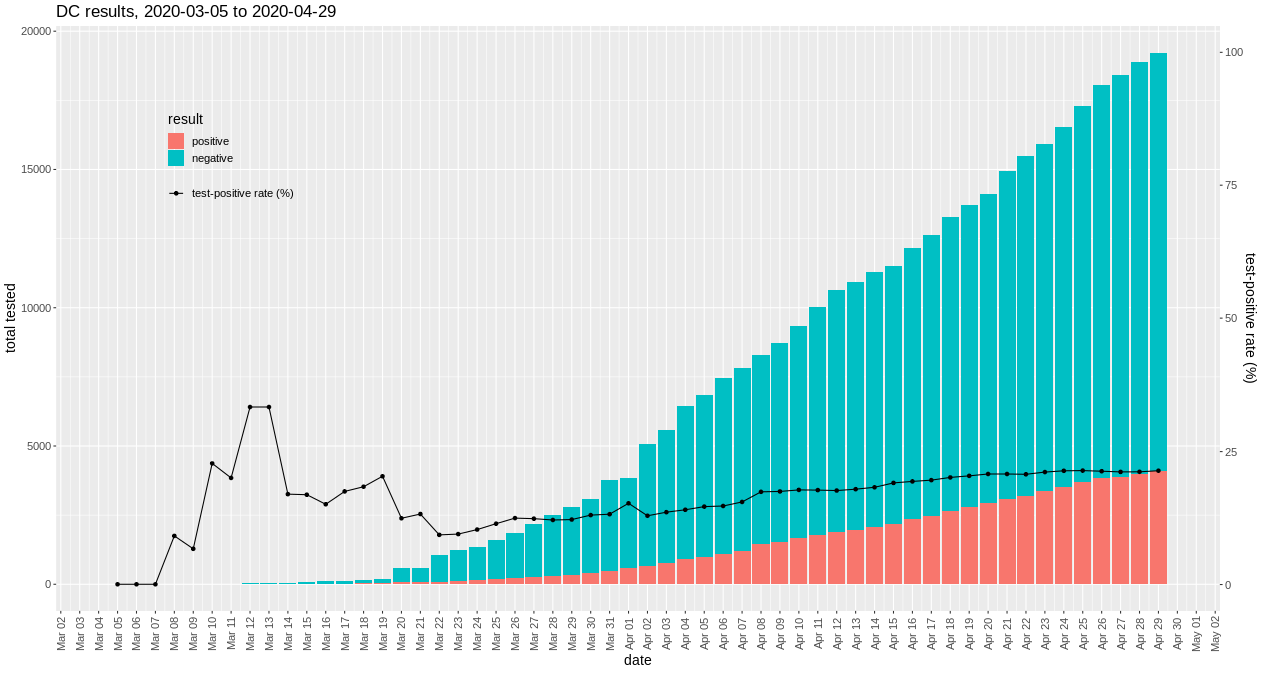 DC results, 2020-03-05 to 2020-04-29
20000
15000
10000
5000
0
total tested
result
positive
negative
test-positive rate (%)
100
75
50
25
0
test-positive rate (%)
Mar 02
Mar 03
Mar 04
Mar 05
Mar 06
Mar 07
Mar 08
Mar 09
Mar 10
Mar 11
Mar 12
Mar 13
Mar 14
Mar 15
Mar 16
Mar 17
Mar 18
Mar 19
Mar 20
Mar 21
Mar 22
Mar 23
Mar 24
Mar 25
Mar 26
Mar 27
Mar 28
Mar 29
Mar 30
Mar 31
Apr 01
Apr 02
Apr 03
Apr 04
Apr 05
Apr 06
Apr 07
Apr 08
Apr 09
Apr 10
Apr 11
Apr 12
Apr 13
Apr 14
Apr 15
Apr 16
Apr 17
Apr 18
Apr 19
Apr 20
Apr 21
Apr 22
Apr 23
Apr 24
Apr 25
Apr 26
Apr 27
Apr 28
Apr 29
Apr 30
May 01
May 02
date